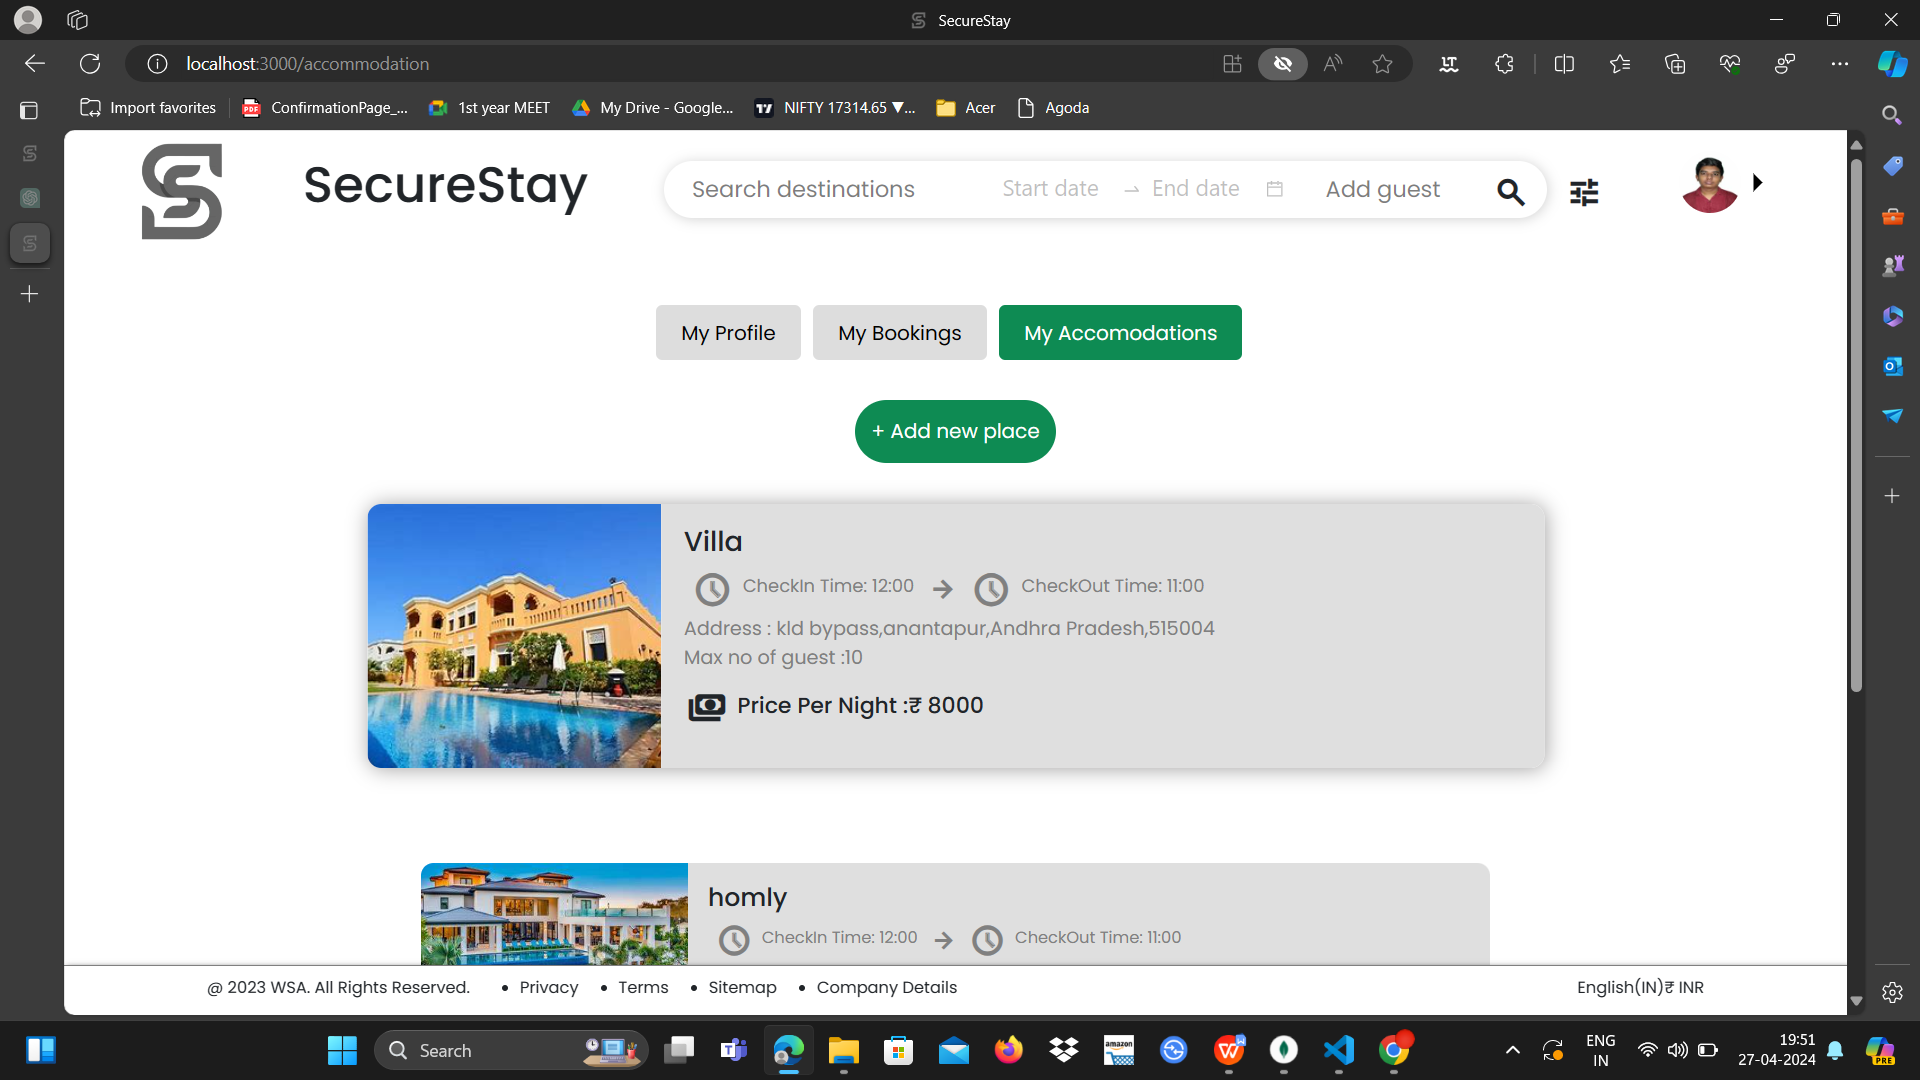 SecureStay
localhost:3000/accommodation
Import favorites
ConfirmationPage_...
1st year MEET
My Drive - Google...
NIFTY 17314.65 ▼...
Acer
Agoda
SecureStay
Search destinations
Start date → End date
Add guest
My Profile
My Bookings
My Accomodations
+ Add new place
Villa
CheckIn Time: 12:00 → CheckOut Time: 11:00
Address : kld bypass,anantapur,Andhra Pradesh,515004
Max no of guest :10
Price Per Night :₹ 8000
homly
CheckIn Time: 12:00 → CheckOut Time: 11:00
@ 2023 WSA. All Rights Reserved. • Privacy • Terms • Sitemap • Company Details
English(IN)₹ INR
Search
amazon
ENG
IN
19:51
27-04-2024
PRE